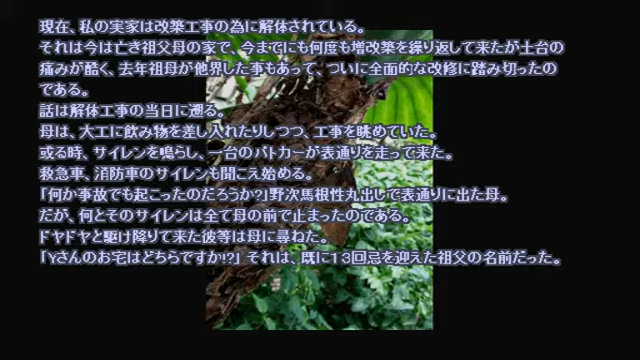 現在、私の実家は改築工事の為に解体されている。
それは今は亡き祖父母の家で、今までにも何度も増改築を繰り返して来たが土台の
痛みが酷く、去年祖母が他界した事もあって、ついに全面的な改修に踏み切ったの
である。
話は解体工事の当日に遡る。
母は、大工に飲み物を差し入れたりしつつ、工事を眺めていた。
或る時、サイレンを鳴らし、一台のパトカーが表通りを走って来た。
救急車、消防車のサイレンも聞こえ始める。
「何か事故でも起こったのだろうか?」野次馬根性丸出しで表通りに出た母。
だが、何とそのサイレンは全て母の前で止まったのである。
ドヤドヤと駆け降りて来た彼等は母に尋ねた。
「Yさんのお宅はどちらですか!?」 それは、既に13回忌を迎えた祖父の名前だった。